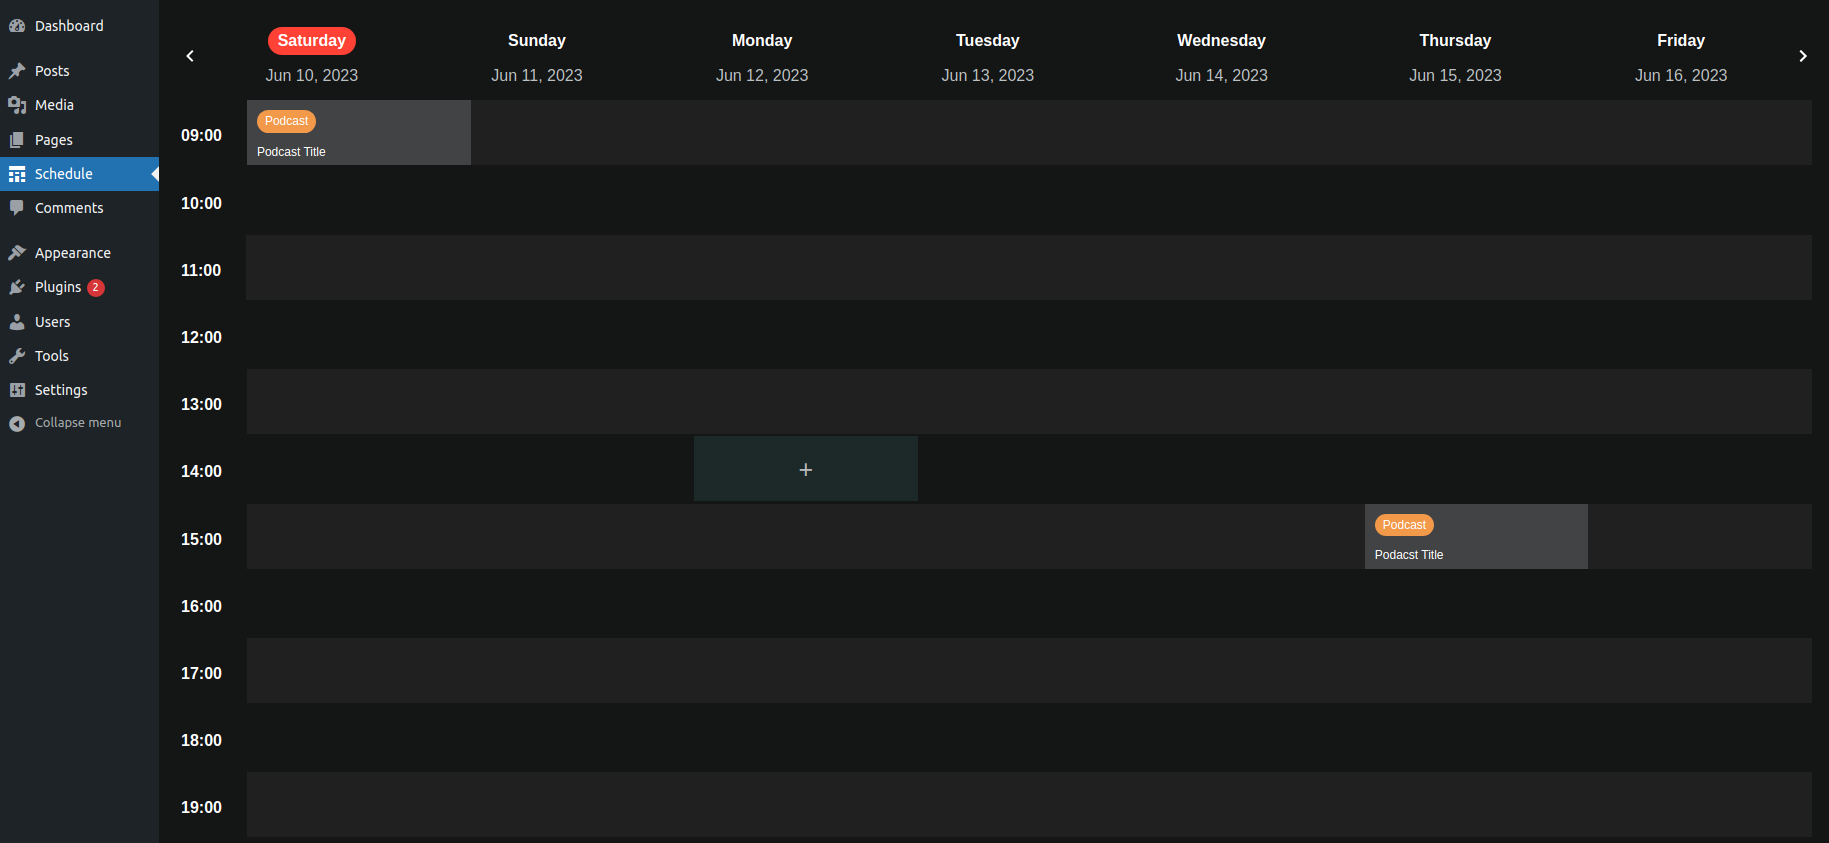 Dashboard
Posts
Media
Pages
Schedule
Comments
Appearance
Plugins 2
Users
Tools
Settings
Collapse menu
Saturday Sunday Monday Tuesday Wednesday Thursday Friday
Jun 10, 2023 Jun 11, 2023 Jun 12, 2023 Jun 13, 2023 Jun 14, 2023 Jun 15, 2023 Jun 16, 2023
09:00
Podcast
Podcast Title
10:00
11:00
12:00
13:00
14:00 +
15:00
Podcast
Podacst Title
16:00
17:00
18:00
19:00